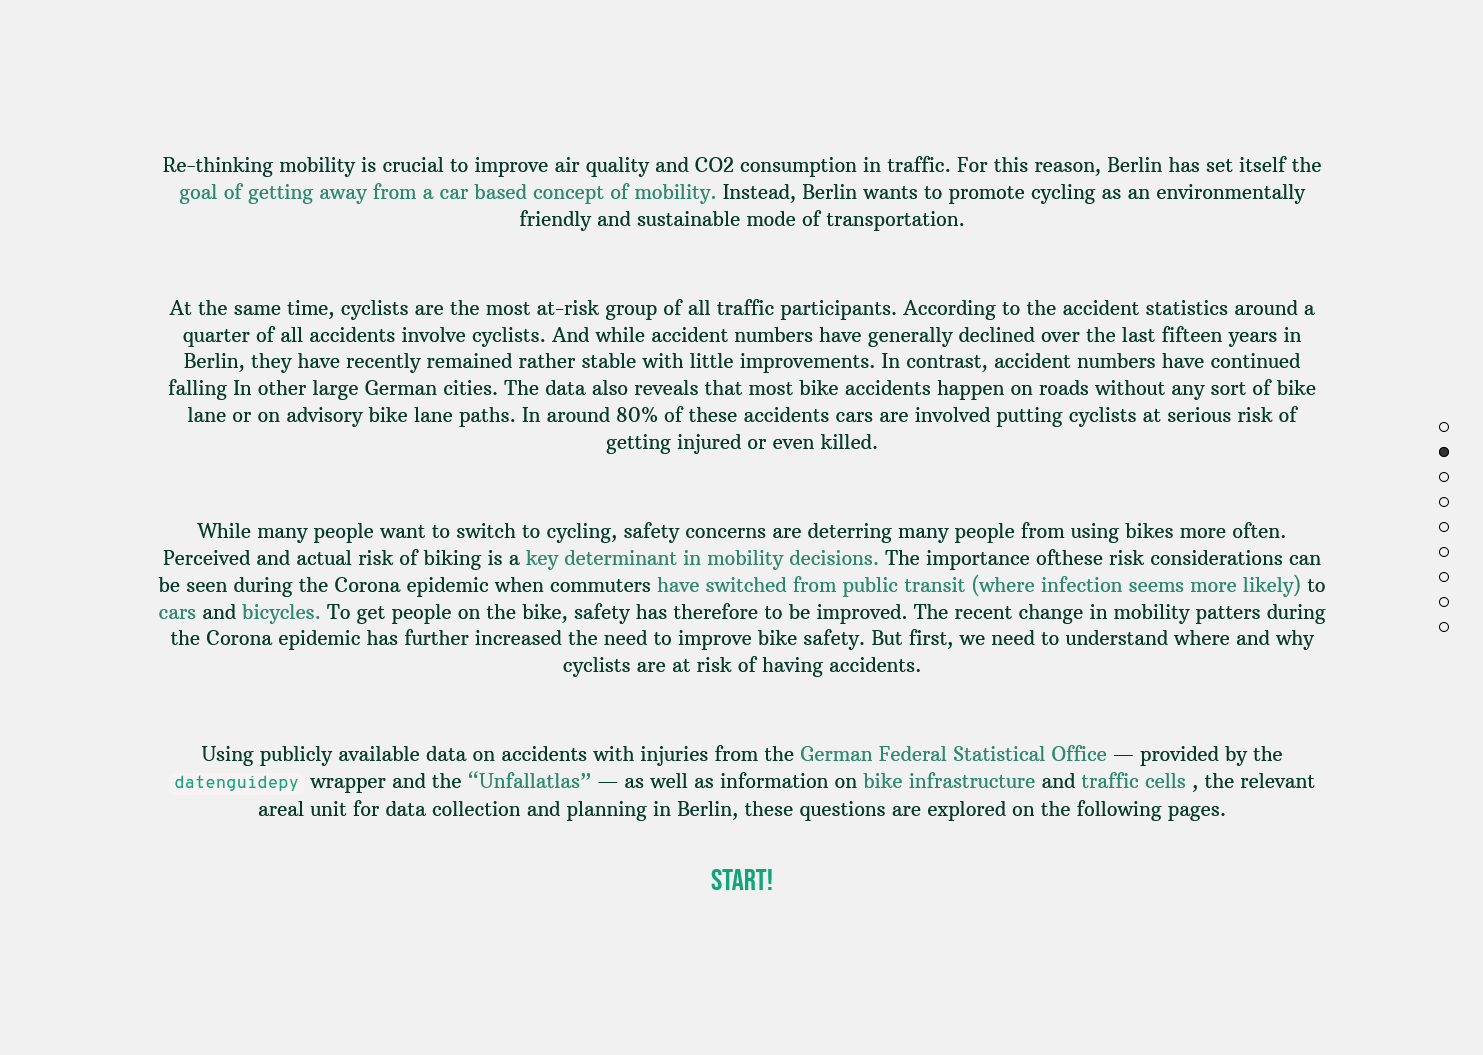 Re-thinking mobility is crucial to improve air quality and CO2 consumption in traffic. For this reason, Berlin has set itself the
goal of getting away from a car based concept of mobility. Instead, Berlin wants to promote cycling as an environmentally
friendly and sustainable mode of transportation.
At the same time, cyclists are the most at-risk group of all traffic participants. According to the accident statistics around a
quarter of all accidents involve cyclists. And while accident numbers have generally declined over the last fifteen years in
Berlin, they have recently remained rather stable with little improvements. In contrast, accident numbers have continued
falling In other large German cities. The data also reveals that most bike accidents happen on roads without any sort of bike
lane or on advisory bike lane paths. In around 80% of these accidents cars are involved putting cyclists at serious risk of
getting injured or even killed.
While many people want to switch to cycling, safety concerns are deterring many people from using bikes more often.
Perceived and actual risk of biking is a key determinant in mobility decisions. The importance ofthese risk considerations can
be seen during the Corona epidemic when commuters have switched from public transit (where infection seems more likely) to
cars and bicycles. To get people on the bike, safety has therefore to be improved. The recent change in mobility patters during
the Corona epidemic has further increased the need to improve bike safety. But first, we need to understand where and why
cyclists are at risk of having accidents.
Using publicly available data on accidents with injuries from the German Federal Statistical Office — provided by the
datenguidepy wrapper and the “Unfallatlas” — as well as information on bike infrastructure and traffic cells , the relevant
areal unit for data collection and planning in Berlin, these questions are explored on the following pages.
START!